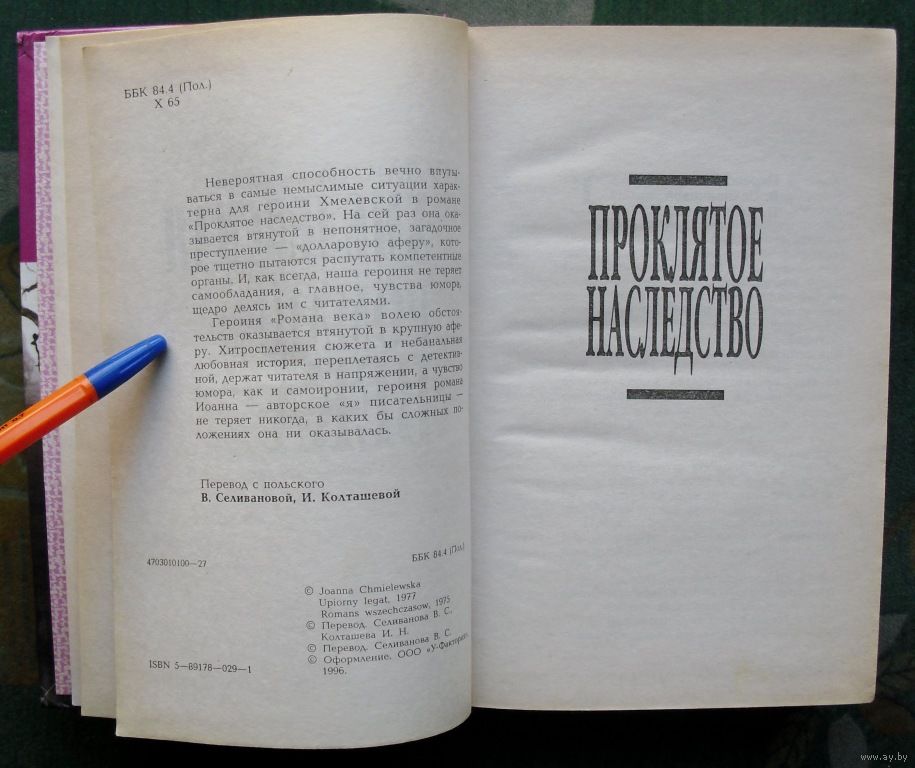 ББК 84.4 (Пол.)
Х 65
Невероятная способность вечно впуты-
ваться в самые немыслимые ситуации харак-
терна для героини Хмелевской в романе
«Проклятое наследство». На сей раз она ока-
зывается втянутой в непонятное, загадочное
преступление — «долларовую аферу», кото-
рое тщетно пытаются распутать компетентные
органы. И, как всегда, наша героиня не теряет
самообладания, а главное, чувства юмора,
щедро делясь им с читателями.
Героиня «Романа века» волею обстоя-
тельств оказывается втянутой в крупную афе-
ру. Хитросплетения сюжета и небанальная
любовная история, переплетаясь с детектив-
ной, держат читателя в напряжении, а чувство
юмора, как и самоиронии, героиня романа
Иоанна — авторское «я» писательницы —
не теряет никогда, в каких бы сложных по-
ложениях она ни оказывалась.
Перевод с польского
В. Селивановой, И. Колташевой
4703010100—27
ББК 84.4 (Пол.)
© Joanna Chmielewska
Upiorny legat, 1977
Romans wszechczasow, 1975
© Перевод. Селиванова В. С.
Колташева И. Н.
© Перевод. Селиванова В. С.
© Оформление. ООО «У-Фактория»
1996.
ISBN 5—89178—029—1
ПРОКЛЯТОЕ
НАСЛЕДСТВО
www.ay.by